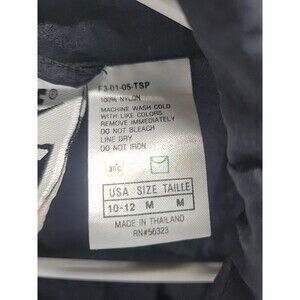 F3-01-05-TSP
100% NYLON
MACHINE WASH COLD
WITH LIKE COLORS
REMOVE IMMEDIATELY
DO NOT BLEACH
LINE DRY
DO NOT IRON
30°C
USA SIZE TAILLE
10-12 M M
MADE IN THAILAND
RN#56323